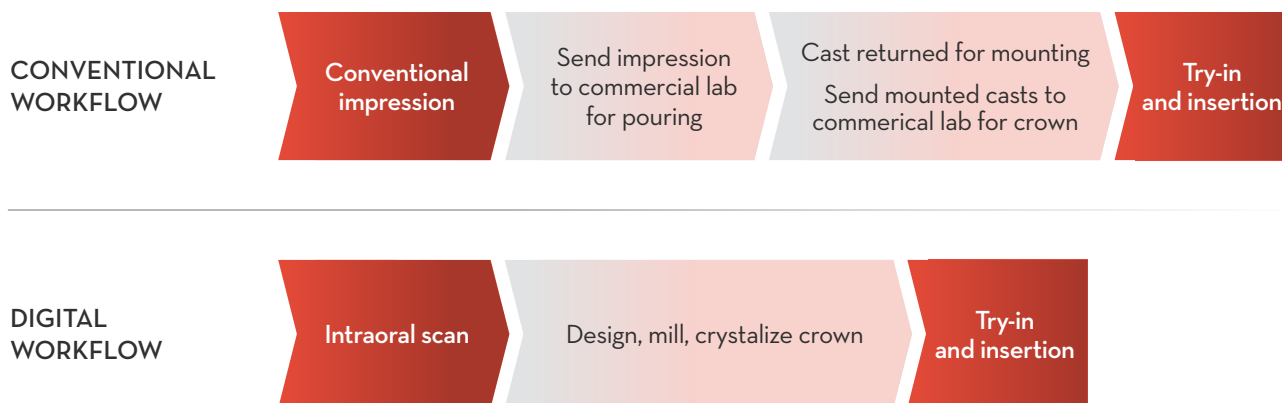 CONVENTIONAL
WORKFLOW
Conventional
impression
Send impression
to commercial lab
for pouring
Cast returned for mounting
Send mounted casts to
commerical lab for crown
Try-in
and insertion
DIGITAL
WORKFLOW
Intraoral scan
Design, mill, crystalize crown
Try-in
and insertion